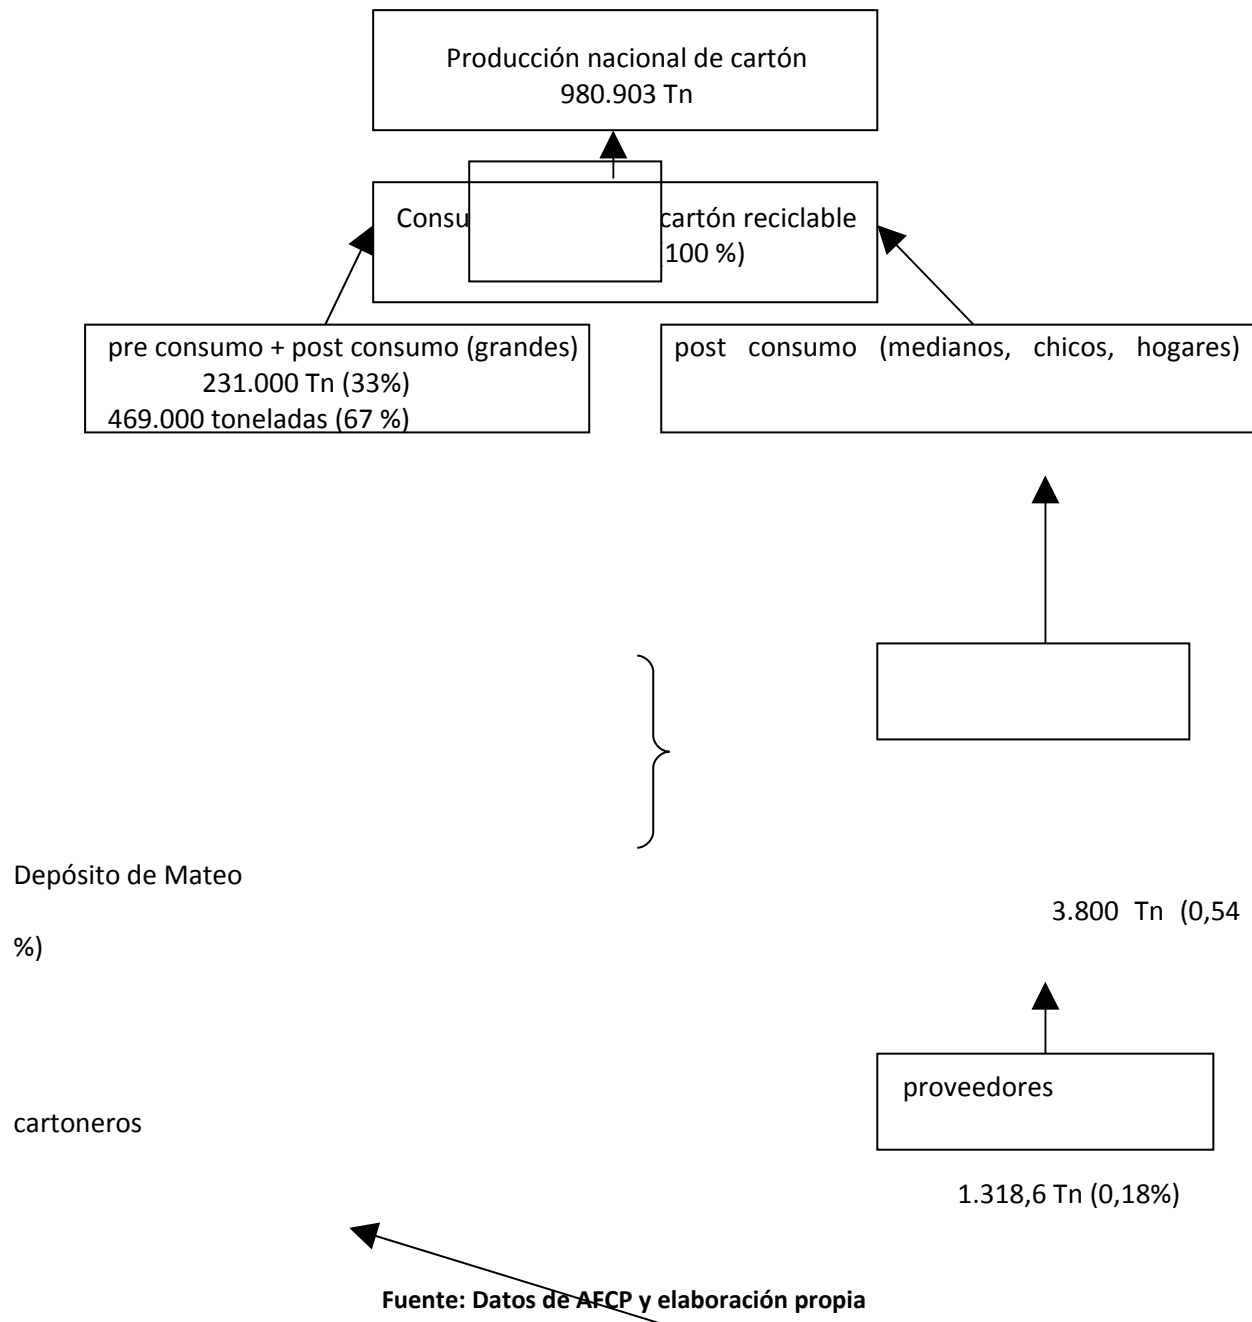 Producción nacional de cartón
980.903 Tn
cartón reciclable
100 %)
pre consumo + post consumo (grandes)
231.000 Tn (33%)
469.000 toneladas (67 %)
post consumo (medianos, chicos, hogares)
Depósito de Mateo
3.800 Tn (0,54
%)
proveedores
cartoneros
1.318,6 Tn (0,18%)
Fuente: Datos de AFCP y elaboración propia